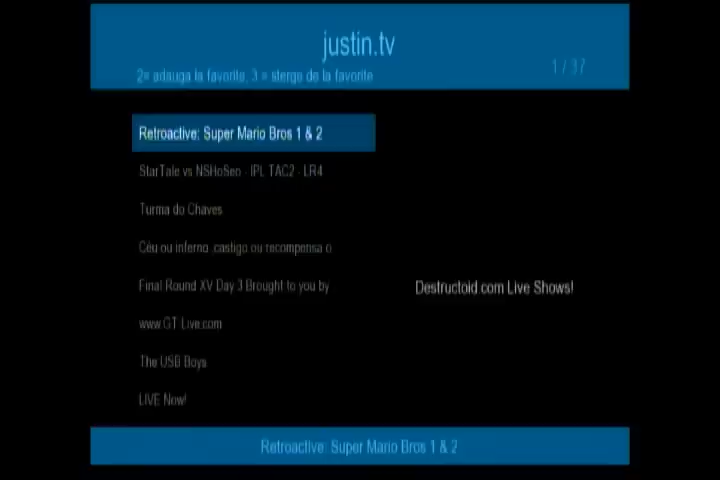 justin.tv
2= adauga la favorite, 3 = sterge de la favorite
1 / 37
Retroactive: Super Mario Bros 1 & 2
StarTale vs NSHoSeo - IPL TAC2 - LR4
Turma do Chaves
Céu ou inferno ,castigo ou recompensa o
Final Round XV Day 3 Brought to you by
www.GT Live.com
The USB Boys
LIVE Now!
Destructoid.com Live Shows!
Retroactive: Super Mario Bros 1 & 2